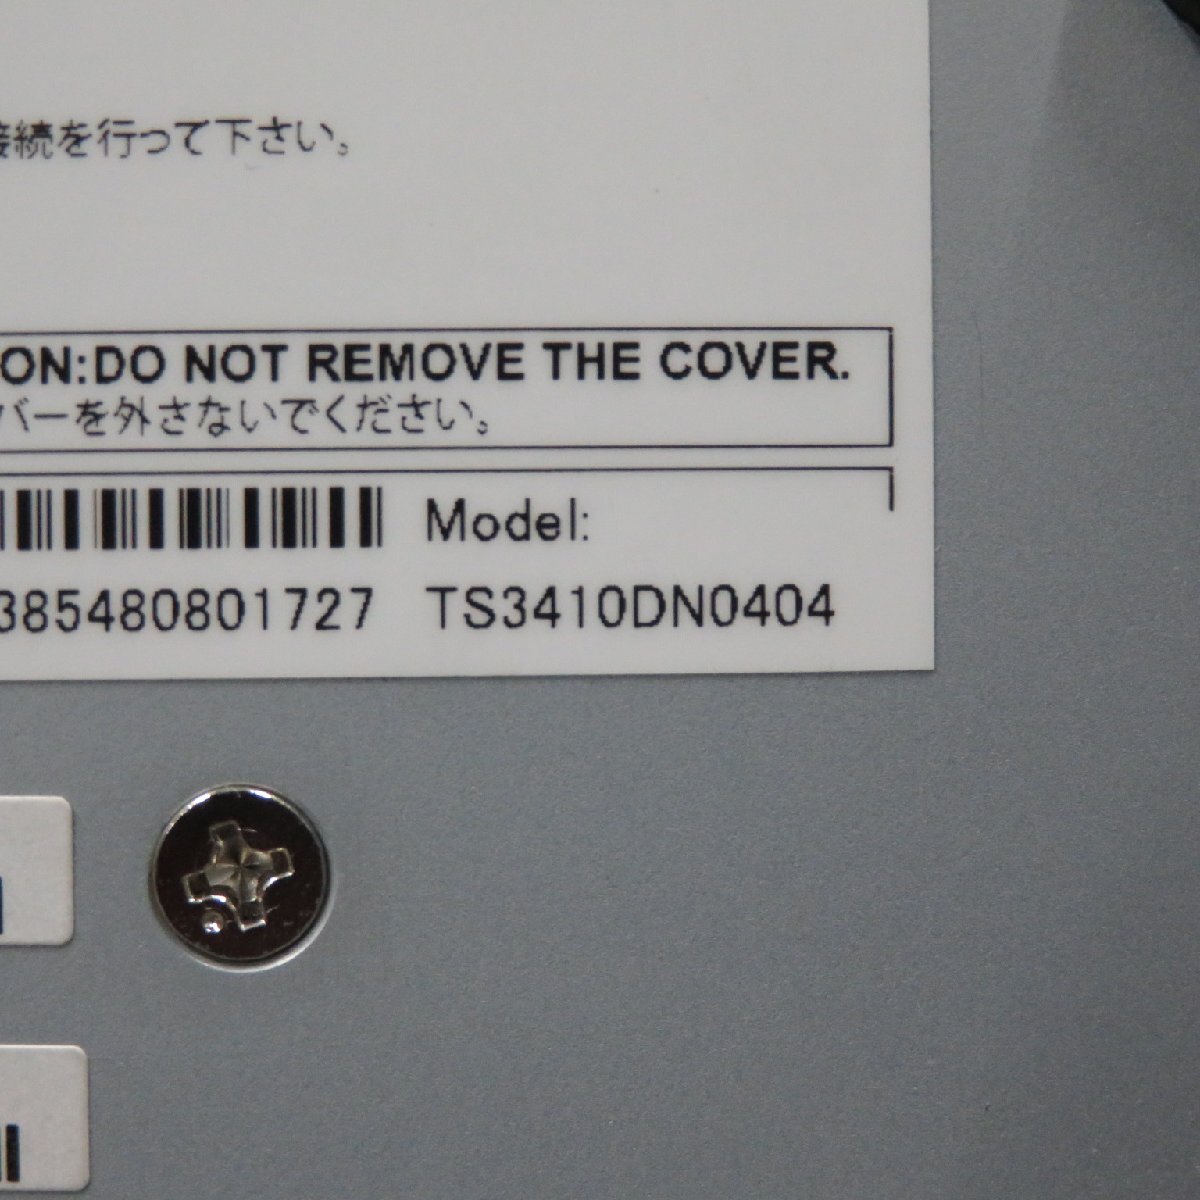 接続を行って下さい。
ON:DO NOT REMOVE THE COVER.
バーを外さないでください。
Model:
385480801727 TS3410DN0404